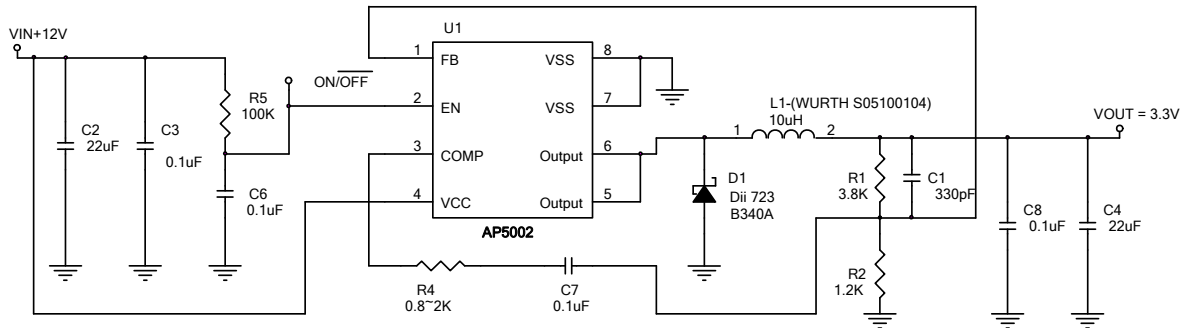 VIN+12V
U1
1
FB
VSS
8
ON/OFF
2
EN
VSS
7
R5
100K
C2
22uF
C3
0.1uF
3
COMP
Output
6
1
L1-(WURTH S05100104)
10uH
2
VOUT = 3.3V
C6
0.1uF
4
VCC
Output
5
AP5002
D1
Dii 723
B340A
R1
3.8K
C1
330pF
C8
0.1uF
C4
22uF
R4
0.8~2K
C7
0.1uF
R2
1.2K